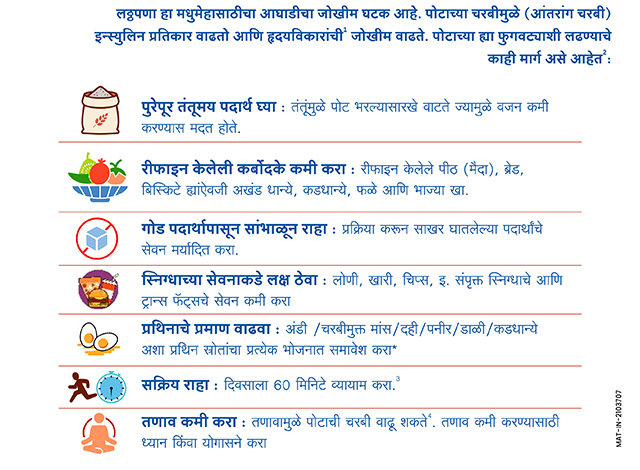 लठ्ठपणा हा मधुमेहासाठीचा आघाडीचा जोखीम घटक आहे. पोटाच्या चरबीमुळे (आंतरांग चरबी)
इन्स्युलिन प्रतिकार वाढतो आणि हृदयविकारांची¹ जोखीम वाढते. पोटाच्या ह्या फुगवट्याशी लढण्याचे
काही मार्ग असे आहेत²:
पुरेपूर तंतूमय पदार्थ घ्या : तंतूंमुळे पोट भरल्यासारखे वाटते ज्यामुळे वजन कमी
करण्यास मदत होते.
रीफाइन केलेली कर्बोदके कमी करा : रीफाइन केलेले पीठ (मैदा), ब्रेड,
बिस्किटे ह्यांऐवजी अखंड धान्ये, कडधान्ये, फळे आणि भाज्या खा.
गोड पदार्थापासून सांभाळून राहा : प्रक्रिया करून साखर घातलेल्या पदार्थांचे
सेवन मर्यादित करा.
स्निग्धाच्या सेवनाकडे लक्ष ठेवा : लोणी, खारी, चिप्स, इ. संपृक्त स्निग्धाचे आणि
ट्रान्स फॅट्सचे सेवन कमी करा
प्रथिनाचे प्रमाण वाढवा : अंडी /चरबीमुक्त मांस/दही/पनीर/डाळी/कडधान्ये
अशा प्रथिन स्रोतांचा प्रत्येक भोजनात समावेश करा*
सक्रिय राहा : दिवसाला 60 मिनिटे व्यायाम करा.³
तणाव कमी करा : तणावामुळे पोटाची चरबी वाढू शकते⁴. तणाव कमी करण्यासाठी
ध्यान किंवा योगासने करा
MAT-IN-2103707